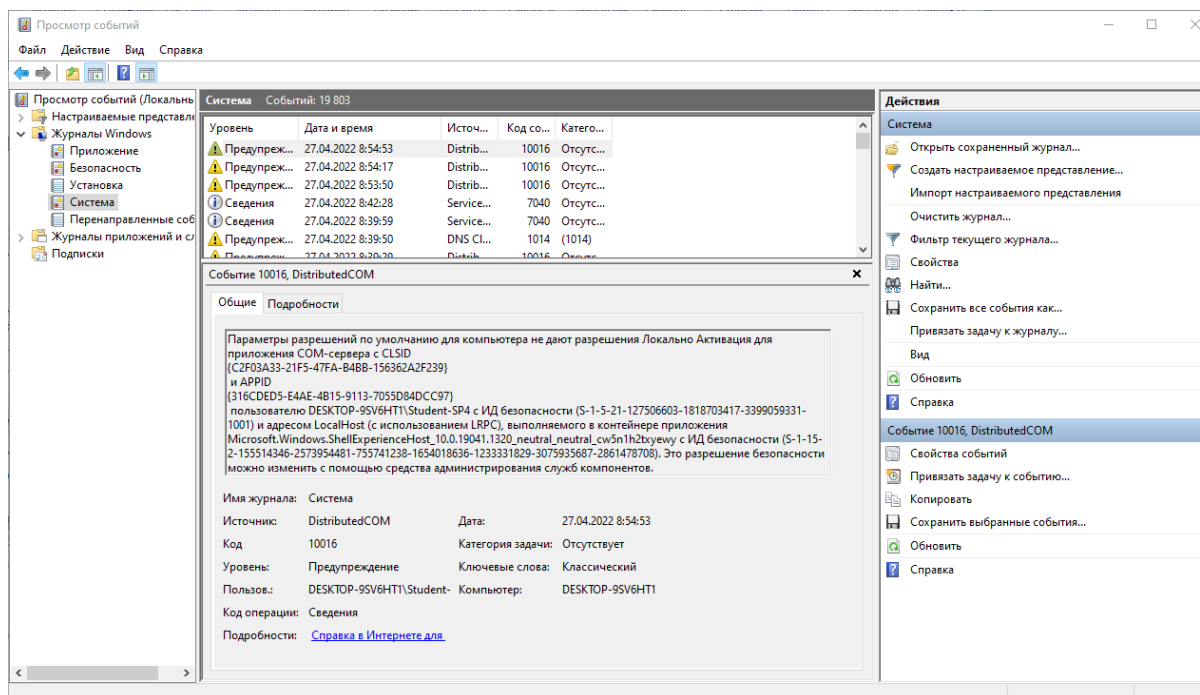 Просмотр событий
Файл Действие Вид Справка
Просмотр событий (Локальнь
Настраиваемые представле
Журналы Windows
Приложение
Безопасность
Установка
Система
Перенаправленные соб
Журналы приложений и сл
Подписки
Система Событий: 19 803
Уровень Дата и время Источ... Код со... Катего...
Предупреж... 27.04.2022 8:54:53 Distrib... 10016 Отсутс...
Предупреж... 27.04.2022 8:54:17 Distrib... 10016 Отсутс...
Предупреж... 27.04.2022 8:53:50 Distrib... 10016 Отсутс...
Сведения 27.04.2022 8:42:28 Service... 7040 Отсутс...
Сведения 27.04.2022 8:39:59 Service... 7040 Отсутс...
Предупреж... 27.04.2022 8:39:50 DNS Cl... 1014 (1014)
Предупреж... 27.04.2022 8:39:29 Distrib... 10016 Отсутс...
Событие 10016, DistributedCOM
Общие Подробности
Параметры разрешений по умолчанию для компьютера не дают разрешения Локально Активация для
приложения COM-сервера с CLSID
{C2F03A33-21F5-47FA-B4BB-156362A2F239}
и APPID
{316CDED5-E4AE-4B15-9113-7055D84DCC97}
пользователю DESKTOP-9SV6HT1\Student-SP4 с ИД безопасности (S-1-5-21-127506603-1818703417-3399059331-
1001) и адресом LocalHost (с использованием LRPC), выполняемого в контейнере приложения
Microsoft.Windows.ShellExperienceHost_10.0.19041.1320_neutral_neutral_cw5n1h2txyewy с ИД безопасности (S-1-15-
2-155514346-2573954481-755741238-1654018636-1233331829-3075935687-2861478708). Это разрешение безопасности
можно изменить с помощью средства администрирования служб компонентов.
Имя журнала: Система
Источник: DistributedCOM Дата: 27.04.2022 8:54:53
Код 10016 Категория задачи: Отсутствует
Уровень: Предупреждение Ключевые слова: Классический
Пользов.: DESKTOP-9SV6HT1\Student- Компьютер: DESKTOP-9SV6HT1
Код операции: Сведения
Подробности: Справка в Интернете для
Действия
Система
Открыть сохраненный журнал...
Создать настраиваемое представление...
Импорт настраиваемого представления
Очистить журнал...
Фильтр текущего журнала...
Свойства
Найти...
Сохранить все события как...
Привязать задачу к журналу...
Вид
Обновить
Справка
Событие 10016, DistributedCOM
Свойства событий
Привязать задачу к событию...
Копировать
Сохранить выбранные события...
Обновить
Справка